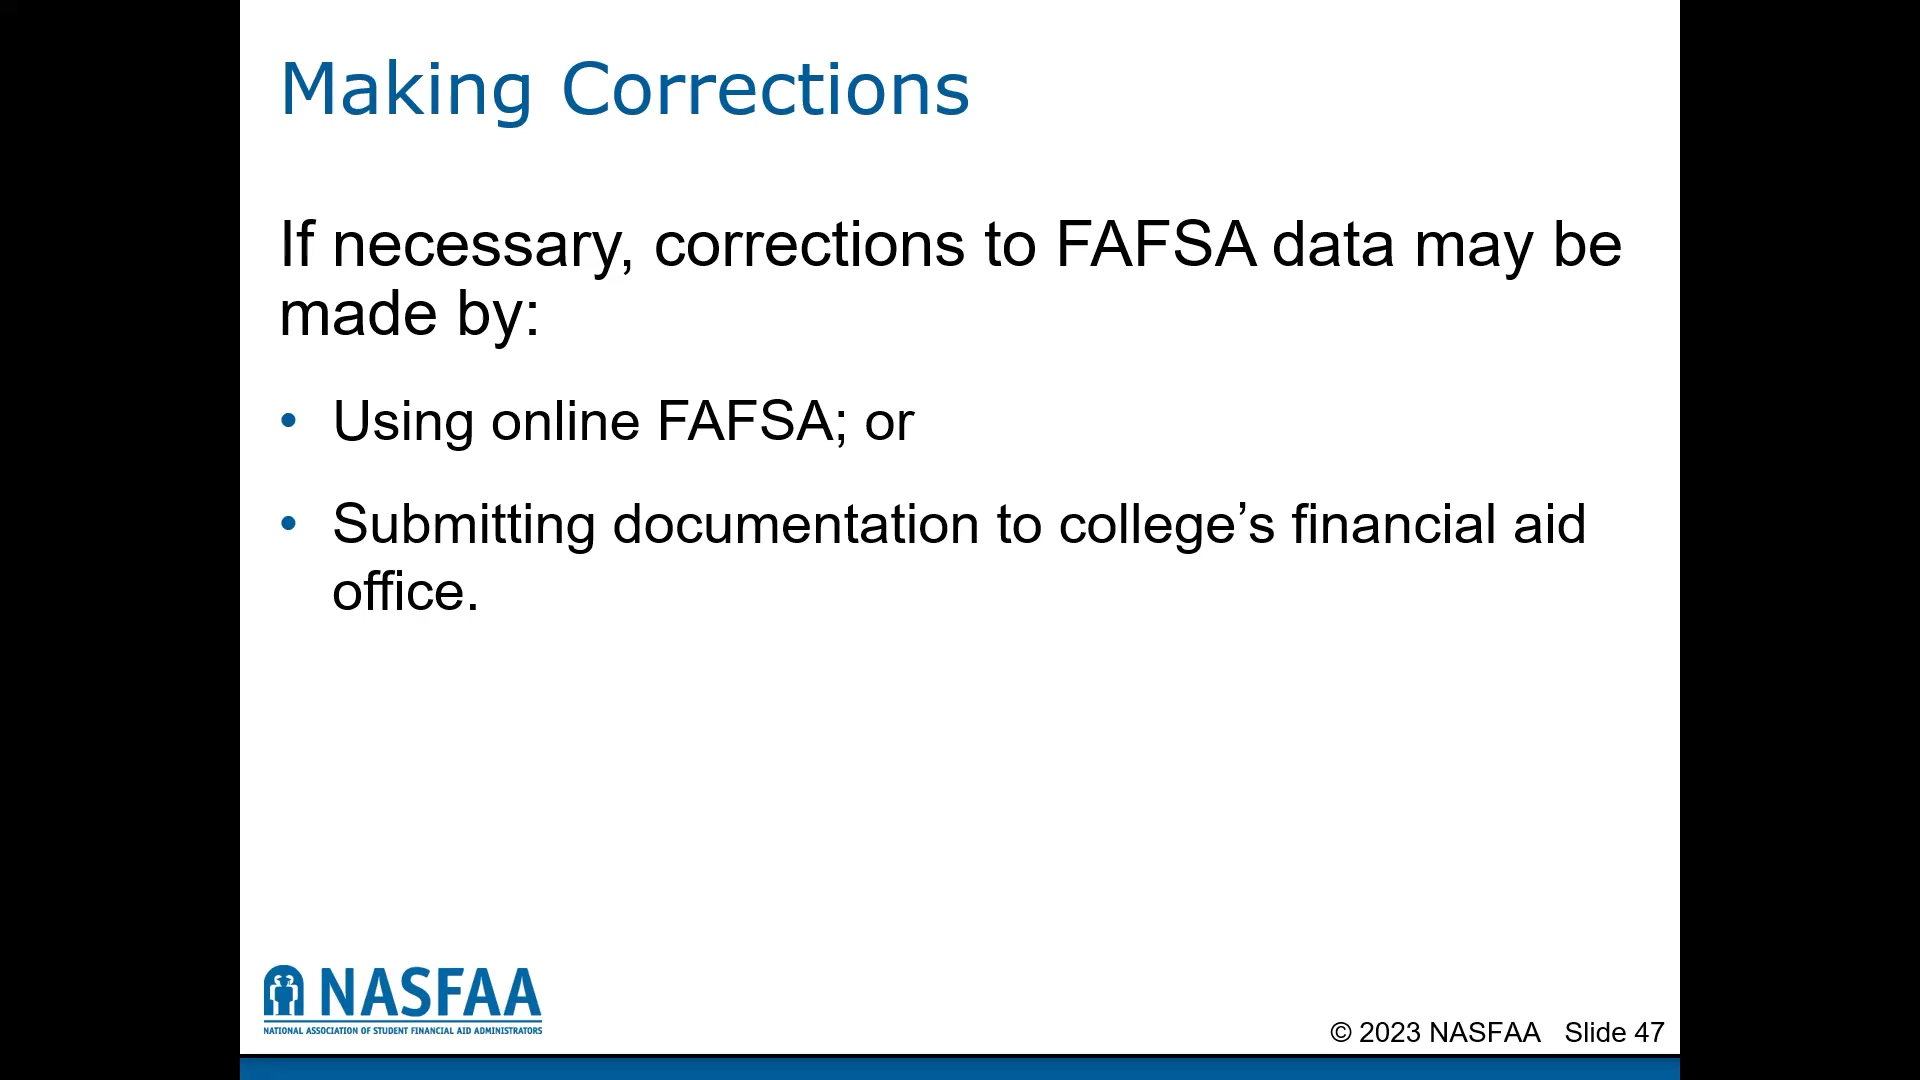 Making Corrections
If necessary, corrections to FAFSA data may be
made by:
• Using online FAFSA; or
• Submitting documentation to college’s financial aid
office.
NASFAA
NATIONAL ASSOCIATION OF STUDENT FINANCIAL AID ADMINISTRATORS
© 2023 NASFAA Slide 47